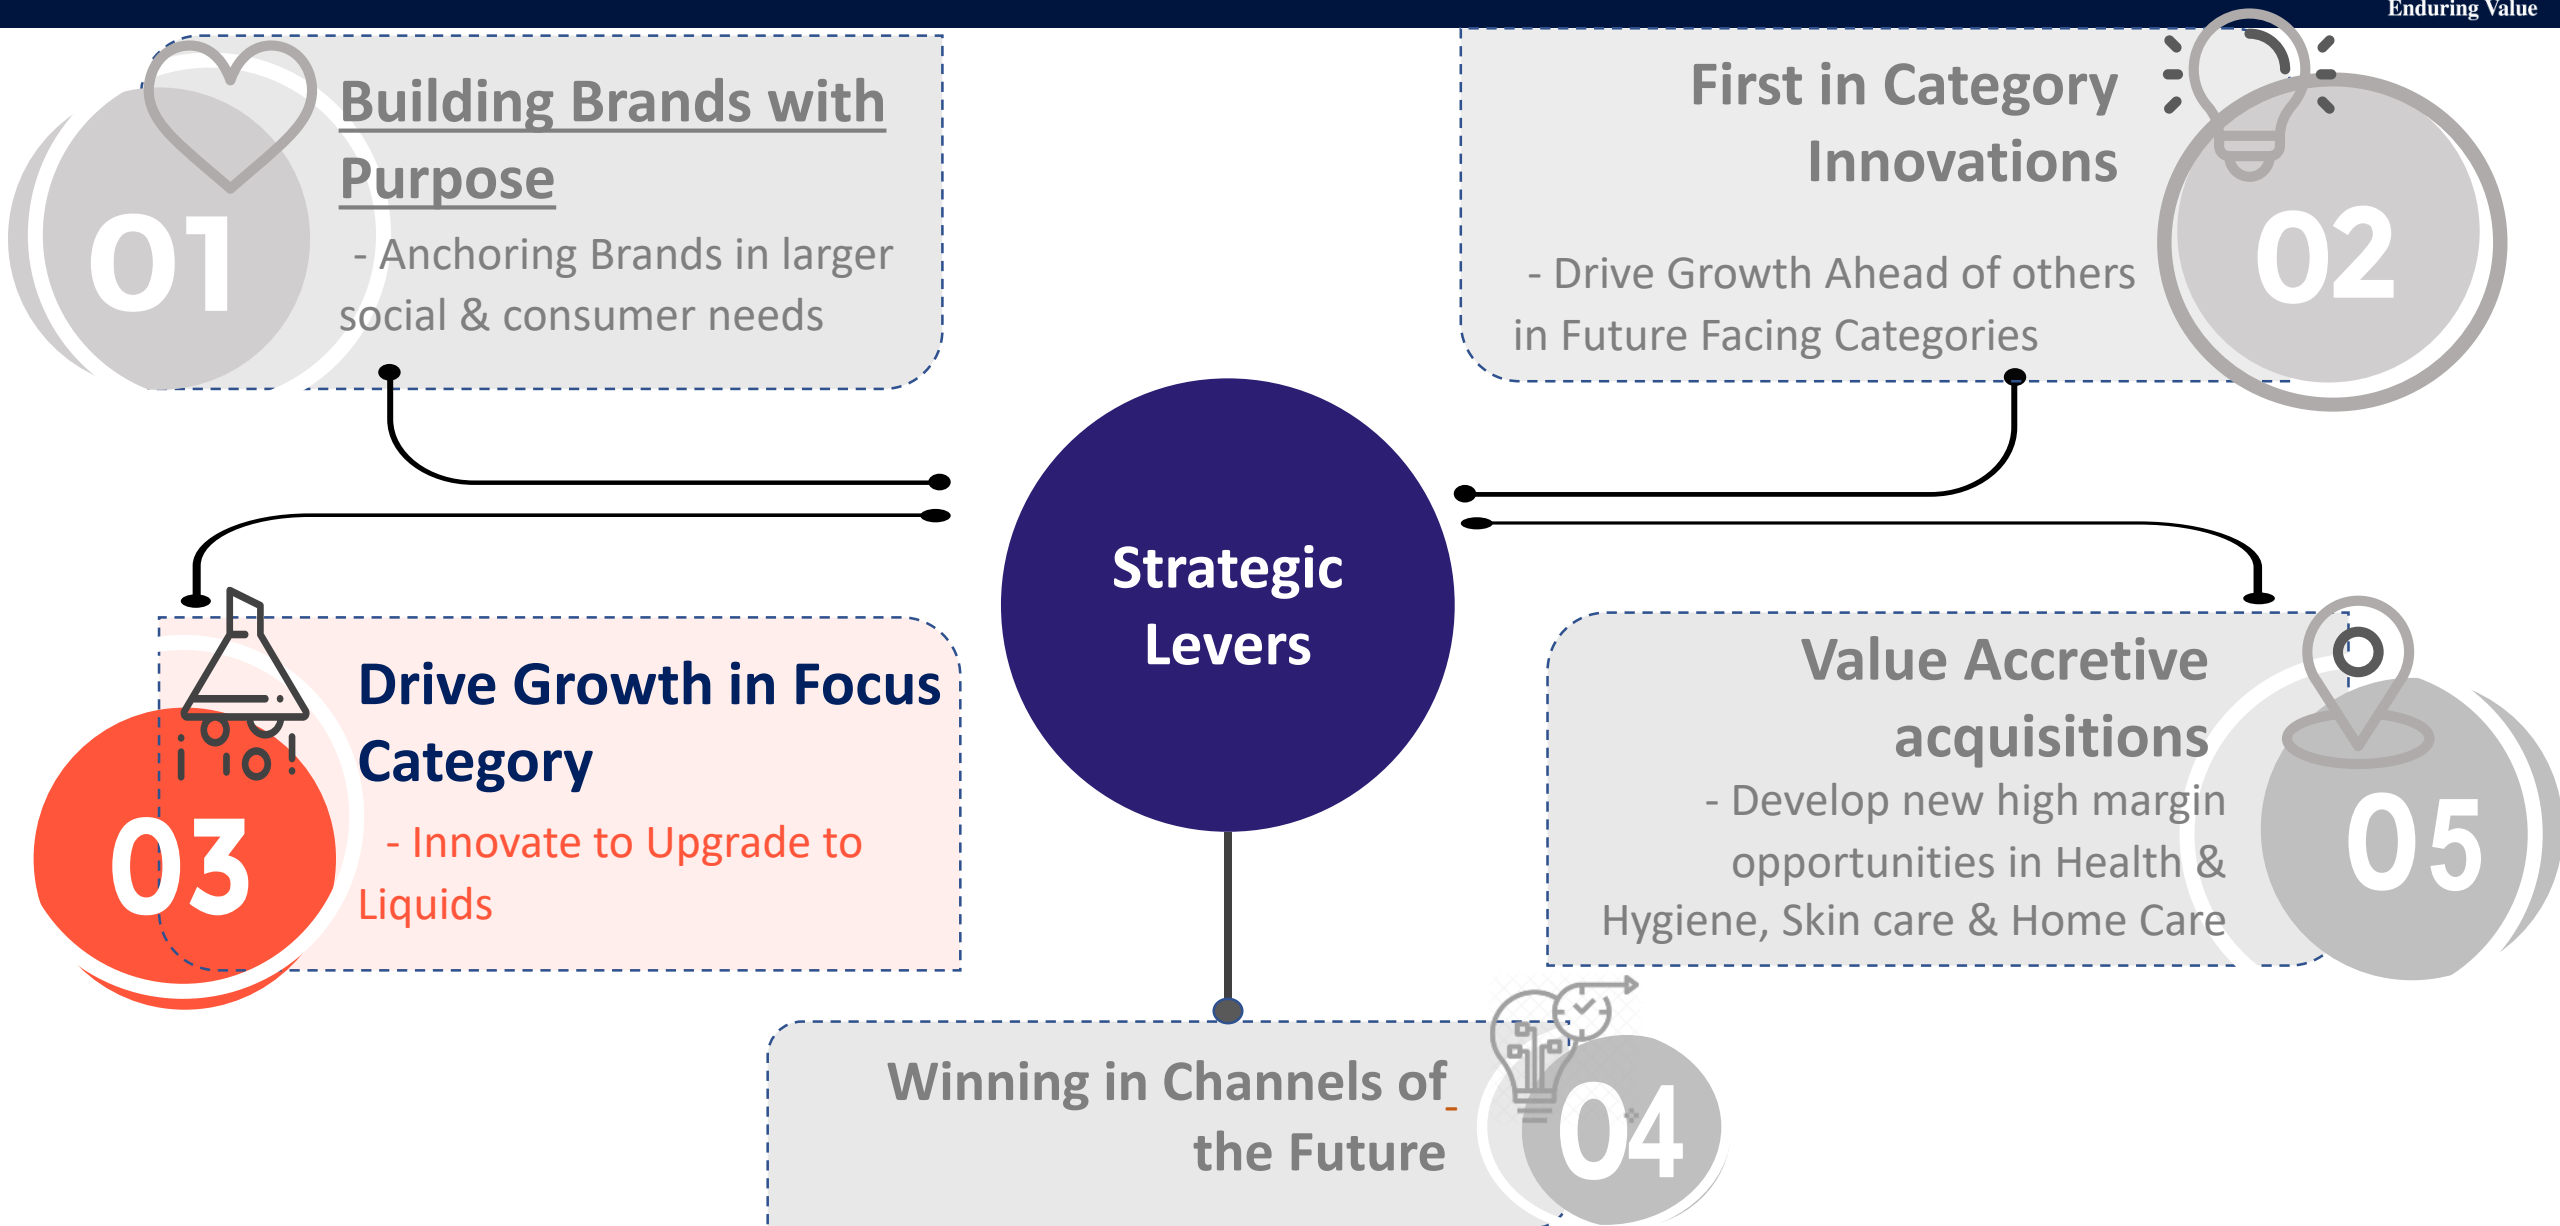 Enduring Value
Building Brands with
Purpose
- Anchoring Brands in larger
social & consumer needs
01
First in Category
Innovations
- Drive Growth Ahead of others
in Future Facing Categories
02
Strategic
Levers
Drive Growth in Focus
Category
- Innovate to Upgrade to
Liquids
03
Value Accretive
acquisitions
- Develop new high margin
opportunities in Health &
Hygiene, Skin care & Home Care
05
Winning in Channels of
the Future
04